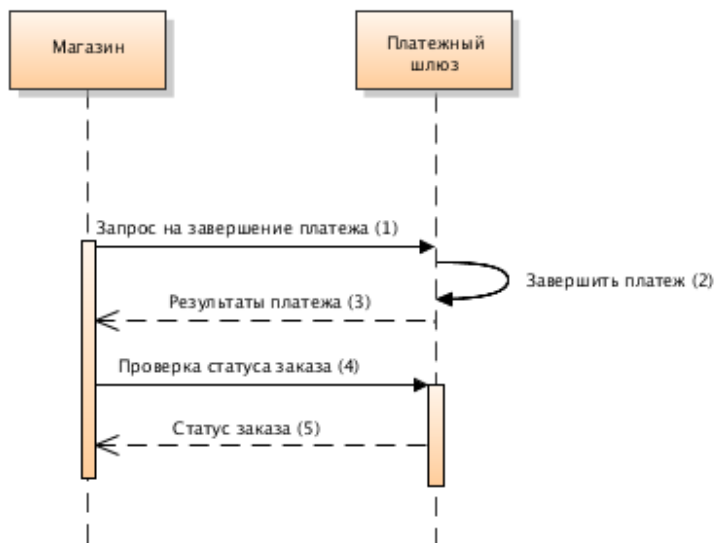 Магазин
Платежный
шлюз
Запрос на завершение платежа (1)
Завершить платеж (2)
Результаты платежа (3)
Проверка статуса заказа (4)
Статус заказа (5)